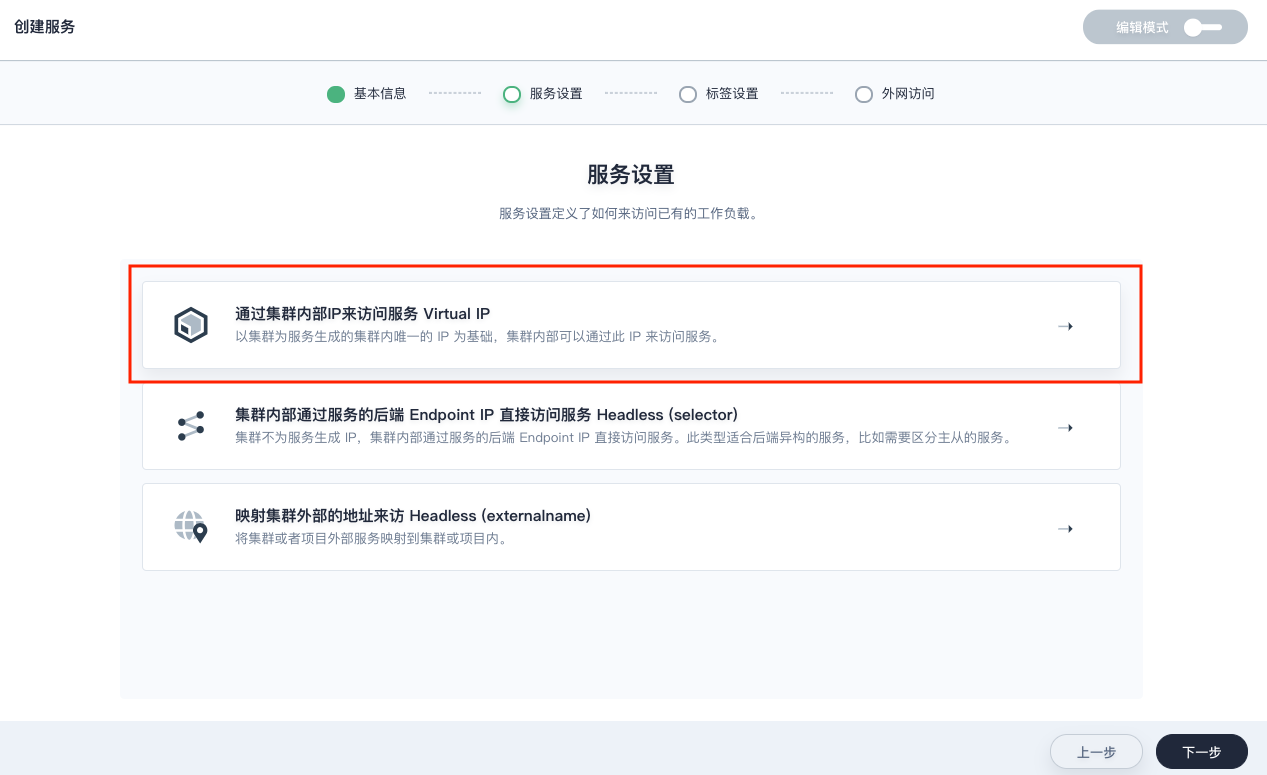 创建服务
编辑模式
基本信息 服务设置 标签设置 外网访问
服务设置
服务设置定义了如何来访问已有的工作负载。
通过集群内部IP来访问服务 Virtual IP
以集群为服务生成的集群内唯一的 IP 为基础，集群内部可以通过此 IP 来访问服务。
集群内部通过服务的后端 Endpoint IP 直接访问服务 Headless (selector)
集群不为服务生成 IP，集群内部通过服务的后端 Endpoint IP 直接访问服务。此类型适合后端异构的服务，比如需要区分主从的服务。
映射集群外部的地址来访 Headless (externalname)
将集群或者项目外部服务映射到集群或项目内。
上一步 下一步